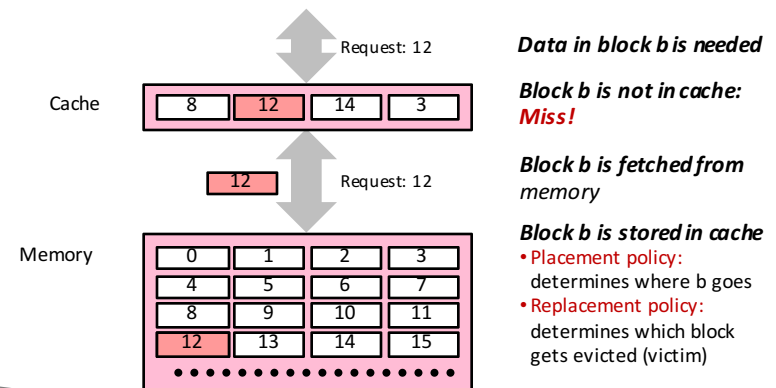 Request: 12
Data in block b is needed
Cache
8 12 14 3
Block b is not in cache:
Miss!
12
Request: 12
Block b is fetched from
memory
Memory
0 1 2 3
4 5 6 7
8 9 10 11
12 13 14 15
Block b is stored in cache
• Placement policy:
determines where b goes
• Replacement policy:
determines which block
gets evicted (victim)